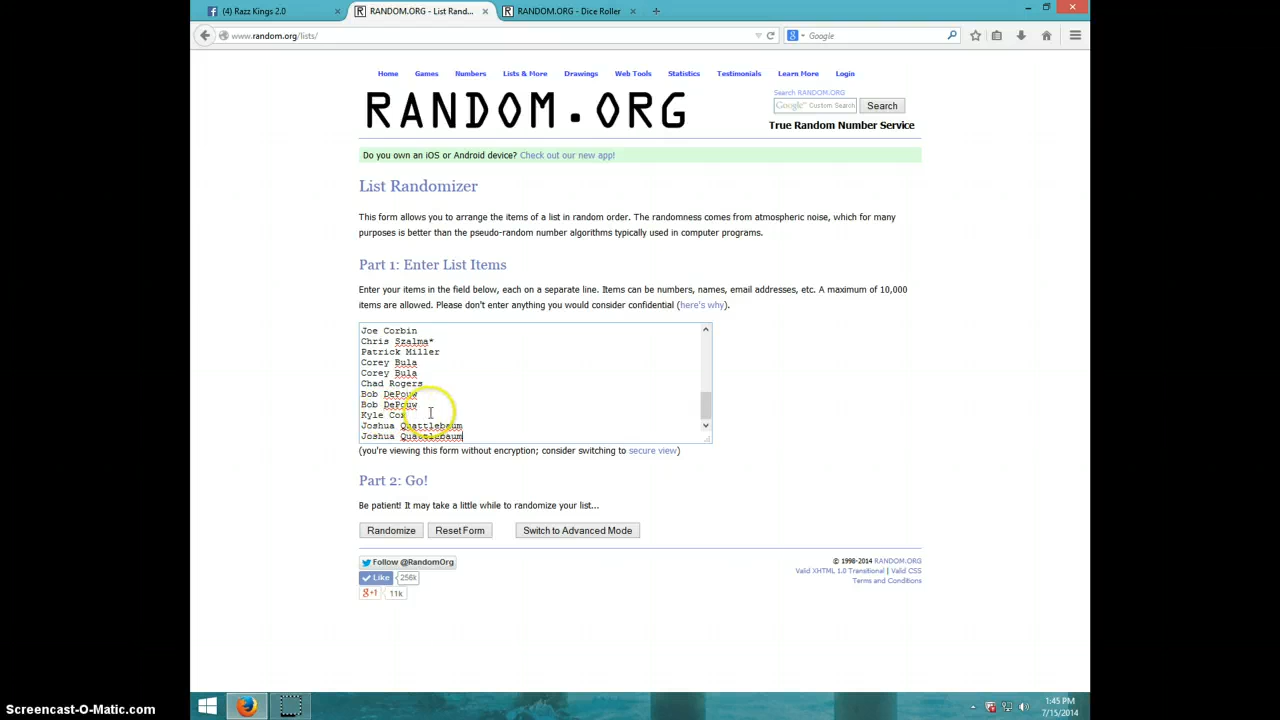 (4) Razz Kings 2.0
RANDOM.ORG - List Rand...
RANDOM.ORG - Dice Roller
www.random.org/lists/
Google
Home Games Numbers Lists & More Drawings Web Tools Statistics Testimonials Learn More Login
RANDOM.ORG
Search RANDOM.ORG
Google™ Custom Search
Search
True Random Number Service
Do you own an iOS or Android device? Check out our new app!
List Randomizer
This form allows you to arrange the items of a list in random order. The randomness comes from atmospheric noise, which for many
purposes is better than the pseudo-random number algorithms typically used in computer programs.
Part 1: Enter List Items
Enter your items in the field below, each on a separate line. Items can be numbers, names, email addresses, etc. A maximum of 10,000
items are allowed. Please don't enter anything you would consider confidential (here's why).
Joe Corbin
Chris Szalma*
Patrick Miller
Corey Bula
Corey Bula
Chad Rogers
Bob DePouw
Bob DePouw
Kyle Cor
Joshua Quattlebaum
Joshua Quattlebaum
(you're viewing this form without encryption; consider switching to secure view)
Part 2: Go!
Be patient! It may take a little while to randomize your list...
Randomize Reset Form Switch to Advanced Mode
Follow @RandomOrg
Like 256k
g+1 11k
© 1998-2014 RANDOM.ORG
Valid XHTML 1.0 Transitional | Valid CSS
Terms and Conditions
Screencast-O-Matic.com
1:45 PM
7/15/2014